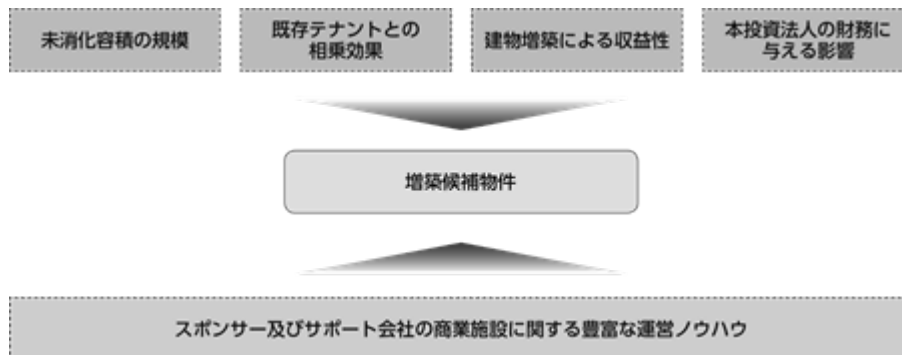 未消化容積の規模
既存テナントとの
相乗効果
建物増築による収益性
本投資法人の財務に
与える影響
増築候補物件
スポンサー及びサポート会社の商業施設に関する豊富な運営ノウハウ